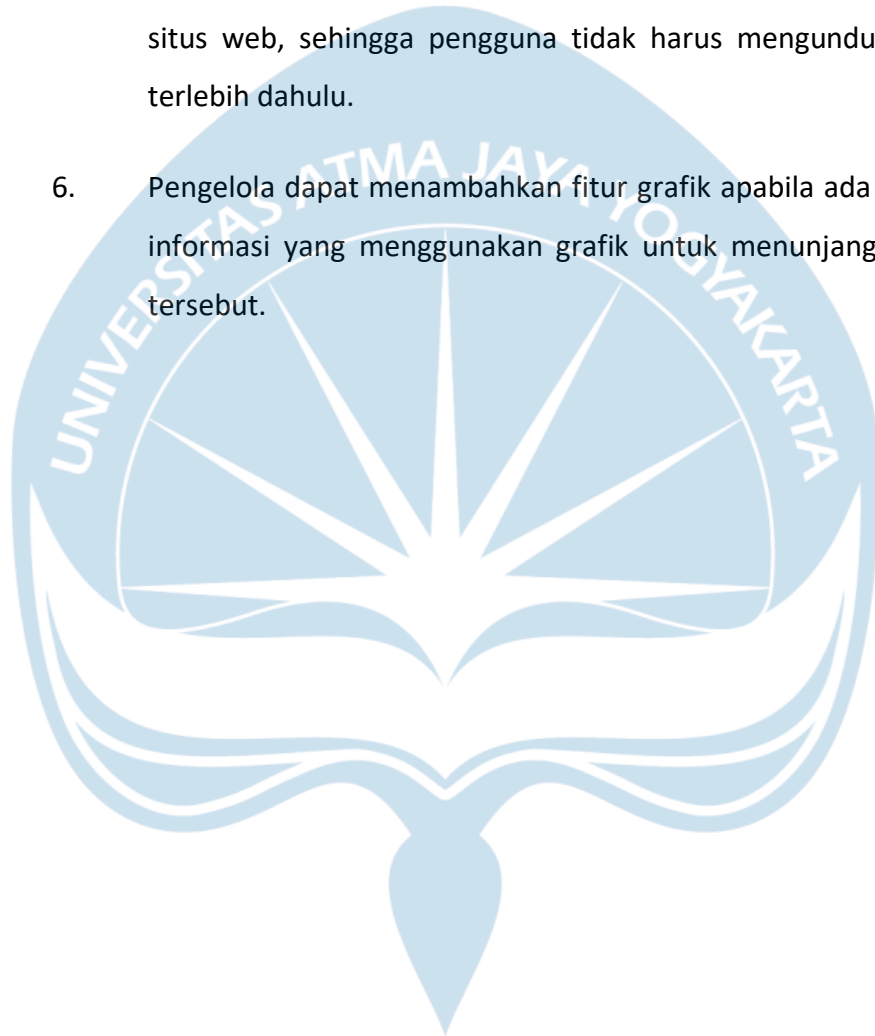 situs web, sehingga pengguna tidak harus mengundu
terlebih dahulu.
6. Pengelola dapat menambahkan fitur grafik apabila ada
informasi yang menggunakan grafik untuk menunjang
tersebut.
UNIVERSITAS ATMA JAYA YOGYAKARTA